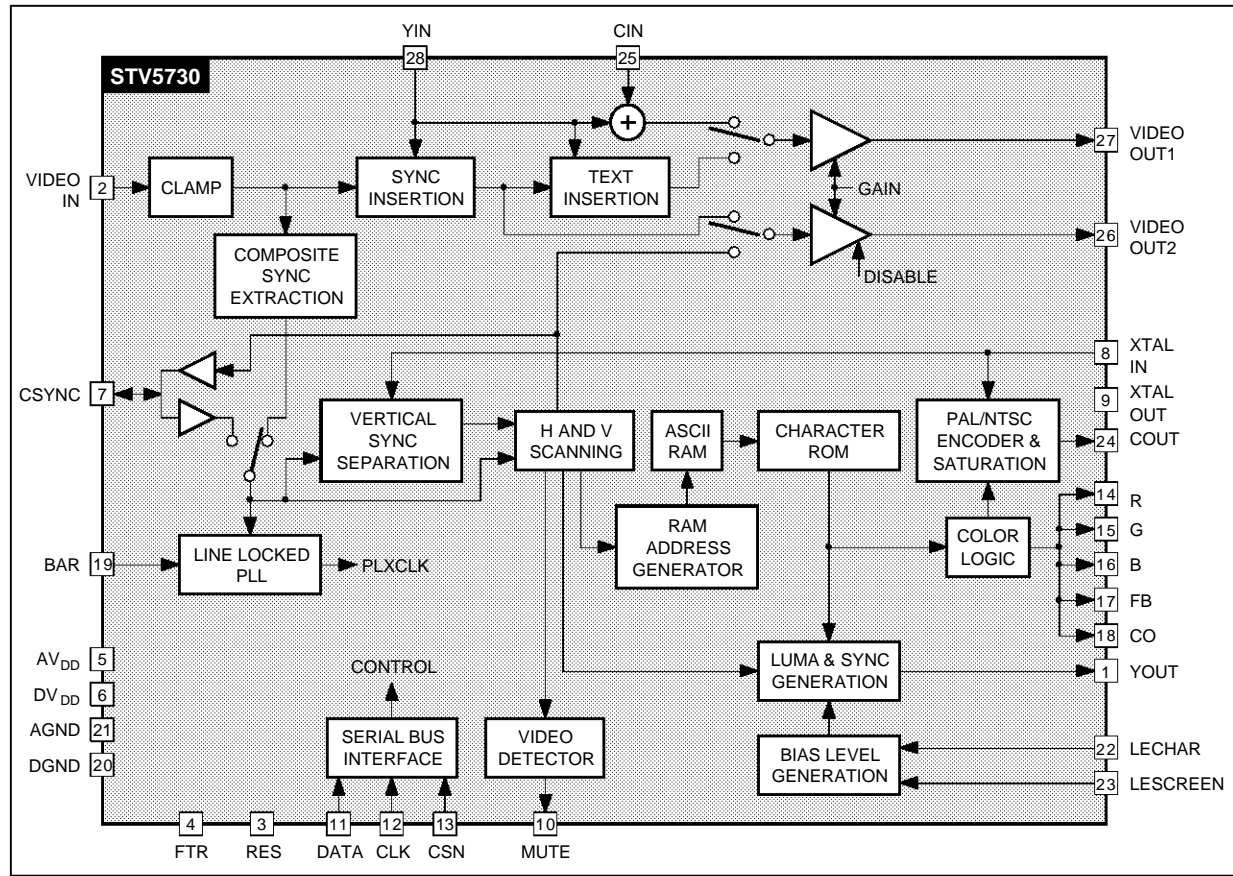 YIN
CIN
28
25
STV5730
VIDEO
IN
2
CLAMP
SYNC
INSERTION
TEXT
INSERTION
27
VIDEO
OUT1
GAIN
26
VIDEO
OUT2
DISABLE
COMPOSITE
SYNC
EXTRACTION
8
XTAL
IN
9
XTAL
OUT
CSYNC
7
VERTICAL
SYNC
SEPARATION
H AND V
SCANNING
ASCII
RAM
CHARACTER
ROM
PAL/NTSC
ENCODER &
SATURATION
24
COUT
14
R
15
G
16
B
17
FB
18
CO
BAR
19
LINE LOCKED
PLL
PLXCLK
RAM
ADDRESS
GENERATOR
COLOR
LOGIC
AVDD
5
DVDD
6
AGND
21
DGND
20
CONTROL
SERIAL BUS
INTERFACE
VIDEO
DETECTOR
LUMA & SYNC
GENERATION
1
YOUT
BIAS LEVEL
GENERATION
22
LECHAR
23
LESCREEN
4
3
11
12
13
10
FTR
RES
DATA
CLK
CSN
MUTE